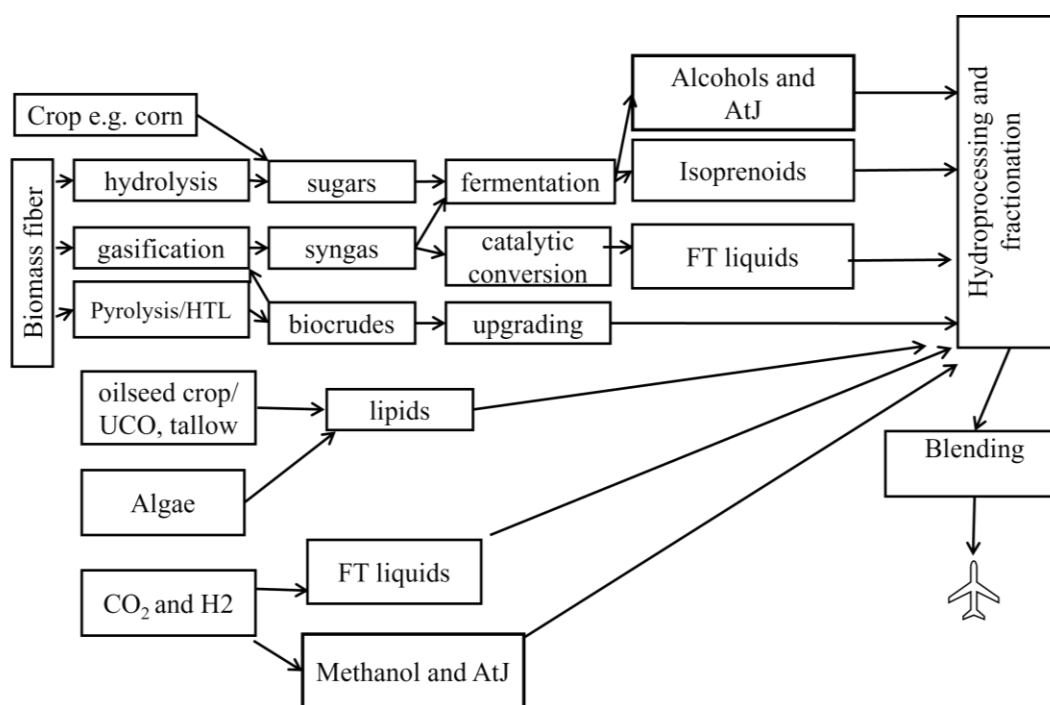 Alcohols and
AtJ
Crop e.g. corn
Biomass fiber
hydrolysis
sugars
fermentation
Isoprenoids
Hydroprocessing and
fractionation
gasification
syngas
catalytic
conversion
FT liquids
Pyrolysis/HTL
biocrudes
upgrading
oilseed crop/
UCO, tallow
lipids
Blending
Algae
FT liquids
CO₂ and H2
Methanol and AtJ